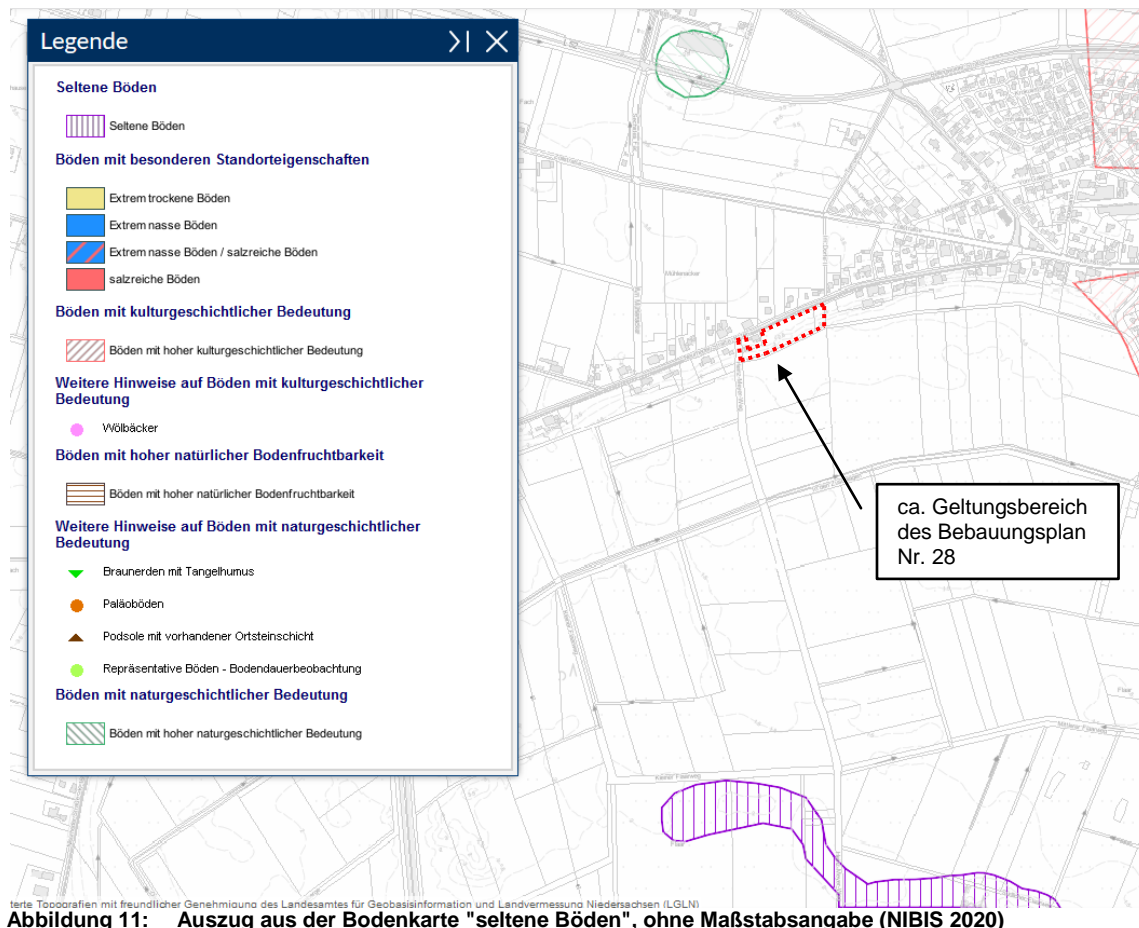 Legende
Seltene Böden
Seltene Böden
Böden mit besonderen Standorteigenschaften
Extrem trockene Böden
Extrem nasse Böden
Extrem nasse Böden / salzreiche Böden
salzreiche Böden
Böden mit kulturgeschichtlicher Bedeutung
Böden mit hoher kulturgeschichtlicher Bedeutung
Weitere Hinweise auf Böden mit kulturgeschichtlicher
Bedeutung
Wölbäcker
Böden mit hoher natürlicher Bodenfruchtbarkeit
Böden mit hoher natürlicher Bodenfruchtbarkeit
Weitere Hinweise auf Böden mit naturgeschichtlicher
Bedeutung
Braunerden mit Tangelhumus
Paläoböden
Podsole mit vorhandener Ortsteinschicht
Repräsentative Böden - Bodendauerbeobachtung
Böden mit naturgeschichtlicher Bedeutung
Böden mit hoher naturgeschichtlicher Bedeutung
ca. Geltungsbereich
des Bebauungsplan
Nr. 28
terte Topografien mit freundlicher Genehmigung des Landesamtes für Geobasisinformation und Landvermessung Niedersachsen (LGLN)
Abbildung 11: Auszug aus der Bodenkarte "seltene Böden", ohne Maßstabsangabe (NIBIS 2020)